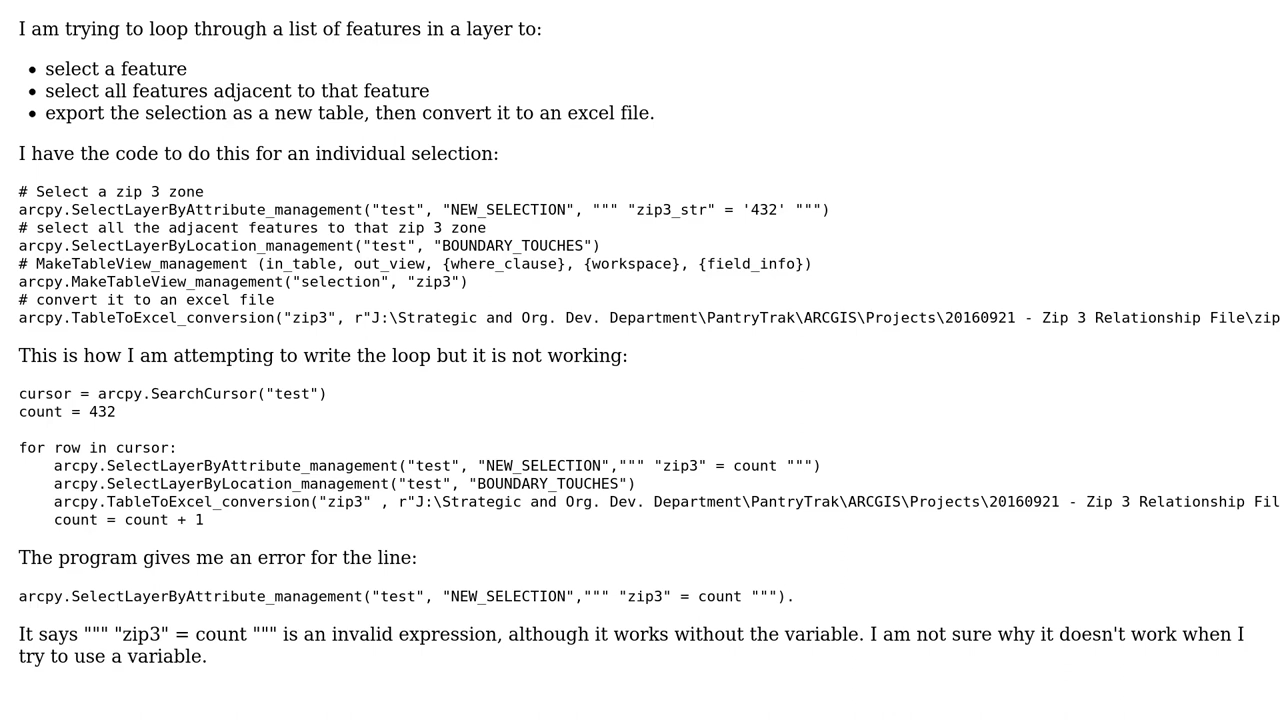 I am trying to loop through a list of features in a layer to:
• select a feature
• select all features adjacent to that feature
• export the selection as a new table, then convert it to an excel file.
I have the code to do this for an individual selection:
# Select a zip 3 zone
arcpy.SelectLayerByAttribute_management("test", "NEW_SELECTION", """ "zip3_str" = '432' """)
# select all the adjacent features to that zip 3 zone
arcpy.SelectLayerByLocation_management("test", "BOUNDARY_TOUCHES")
# MakeTableView_management (in_table, out_view, {where_clause}, {workspace}, {field_info})
arcpy.MakeTableView_management("selection", "zip3")
# convert it to an excel file
arcpy.TableToExcel_conversion("zip3", r"J:\Strategic and Org. Dev. Department\PantryTrak\ARCGIS\Projects\20160921 - Zip 3 Relationship File\zip
This is how I am attempting to write the loop but it is not working:
cursor = arcpy.SearchCursor("test")
count = 432
for row in cursor:
    arcpy.SelectLayerByAttribute_management("test", "NEW_SELECTION",""" "zip3" = count """)
    arcpy.SelectLayerByLocation_management("test", "BOUNDARY_TOUCHES")
    arcpy.TableToExcel_conversion("zip3" , r"J:\Strategic and Org. Dev. Department\PantryTrak\ARCGIS\Projects\20160921 - Zip 3 Relationship Fil
    count = count + 1
The program gives me an error for the line:
arcpy.SelectLayerByAttribute_management("test", "NEW_SELECTION",""" "zip3" = count """).
It says """ "zip3" = count """ is an invalid expression, although it works without the variable. I am not sure why it doesn't work when I
try to use a variable.